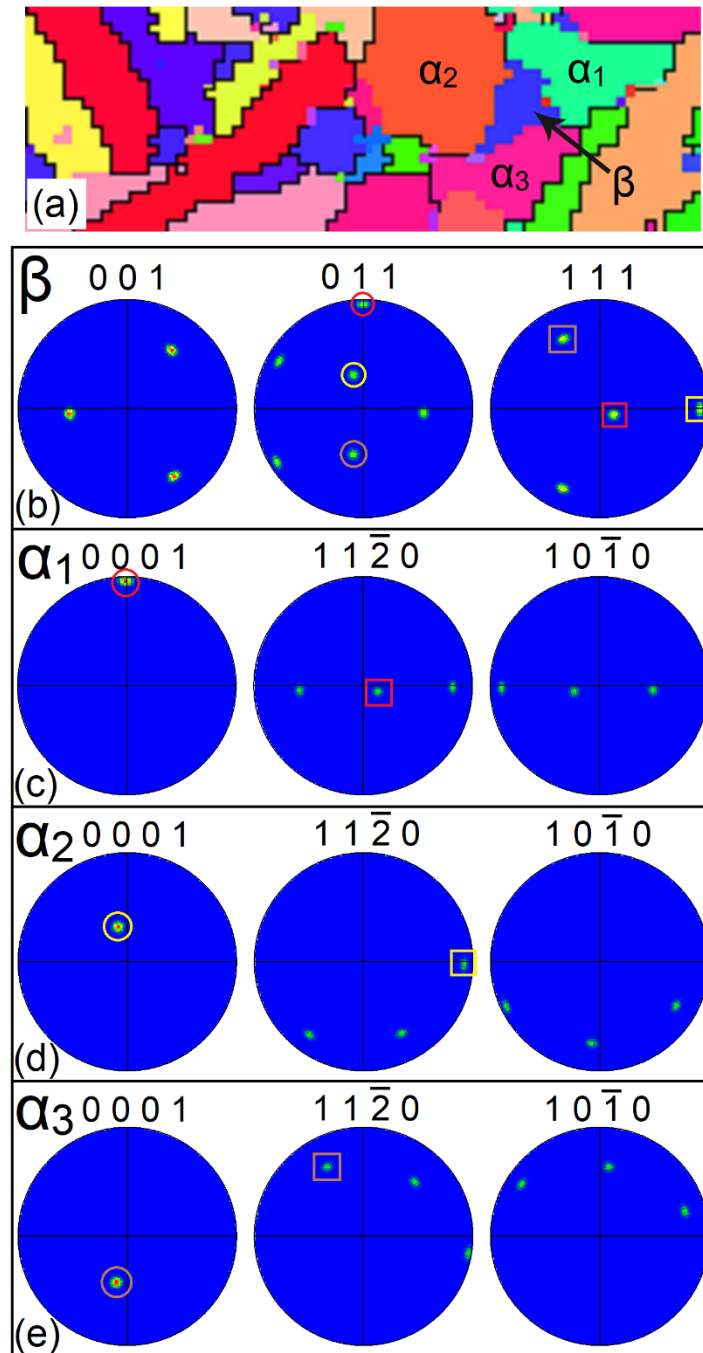 α₂ α₁
α₃
β
(a)
β 0 0 1 0 1 1 1 1 1
(b)
α₁ 0 0 0 1 1 1 2̅ 0 1 0 1̅ 0
(c)
α₂ 0 0 0 1 1 1 2̅ 0 1 0 1̅ 0
(d)
α₃ 0 0 0 1 1 1 2̅ 0 1 0 1̅ 0
(e)